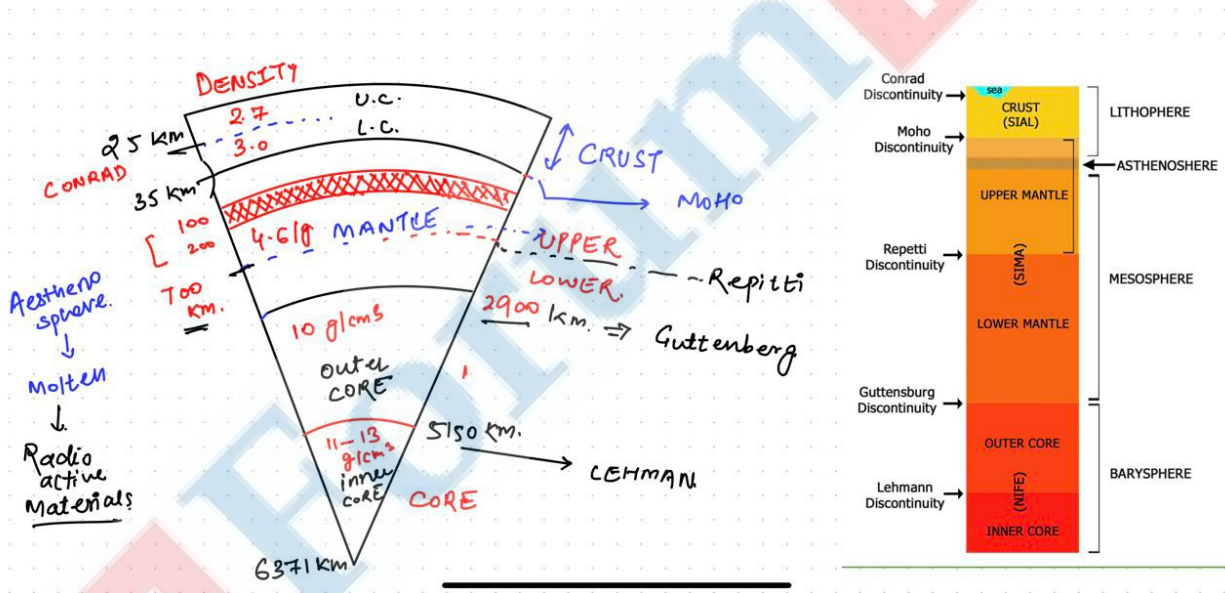 DENSITY
U.C.
2.7
L.C.
25 KM
3.0
CONRAD
CRUST
35 KM
MOHO
100
200
4.6/g MANTLE
UPPER
LOWER.
Repitti
700
KM.
Aestheno
sphere.
Molten
Radio
active
Materials
10 g/cm3
2900 km. ⇒ Guttenberg
outer
CORE
11-13
g/cm3
inner
CORE
5150 KM.
LEHMAN
CORE
6371KM
Forum
Conrad
Discontinuity
sea
CRUST
(SIAL)
LITHOPHERE
Moho
Discontinuity
ASTHENOSHERE
UPPER MANTLE
Repetti
Discontinuity
(SIMA)
MESOSPHERE
LOWER MANTLE
Guttensburg
Discontinuity
OUTER CORE
BARYSPHERE
Lehmann
Discontinuity
(NIFE)
INNER CORE